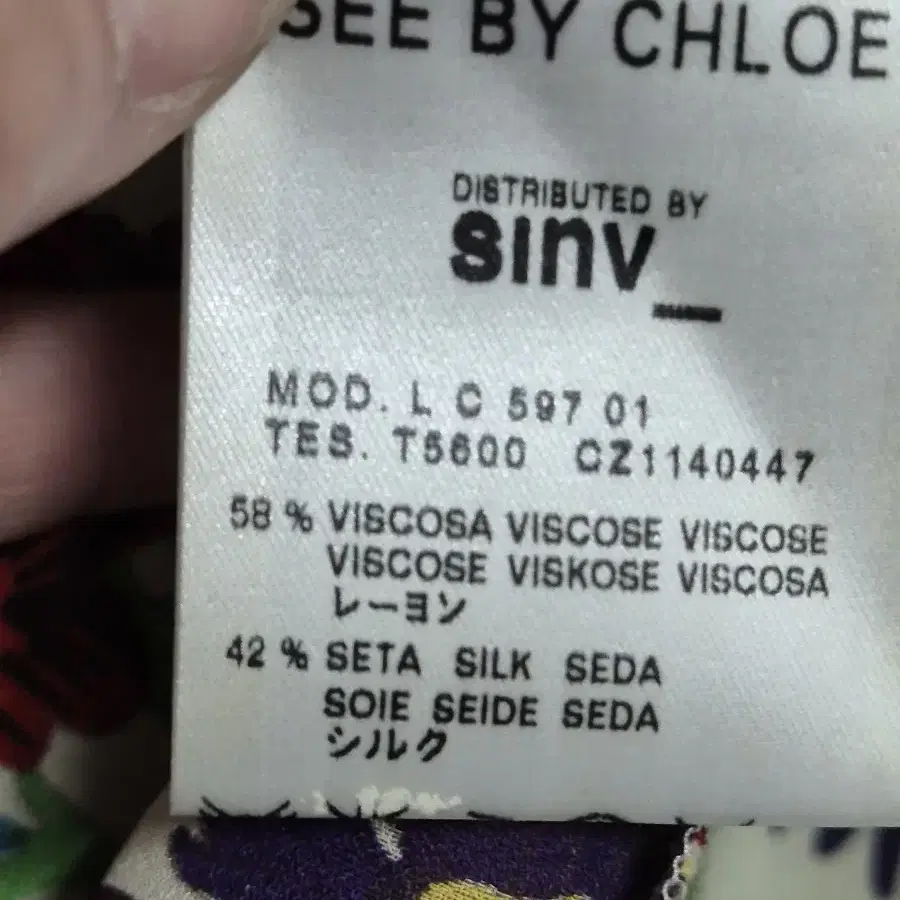 SEE BY CHLOE
DISTRIBUTED BY
sinv_
MOD. L C 597 01
TES. T5600 CZ1140447
58 % VISCOSA VISCOSE VISCOSE
VISCOSE VISKOSE VISCOSA
レーヨン
42 % SETA SILK SEDA
SOIE SEIDE SEDA
シルク